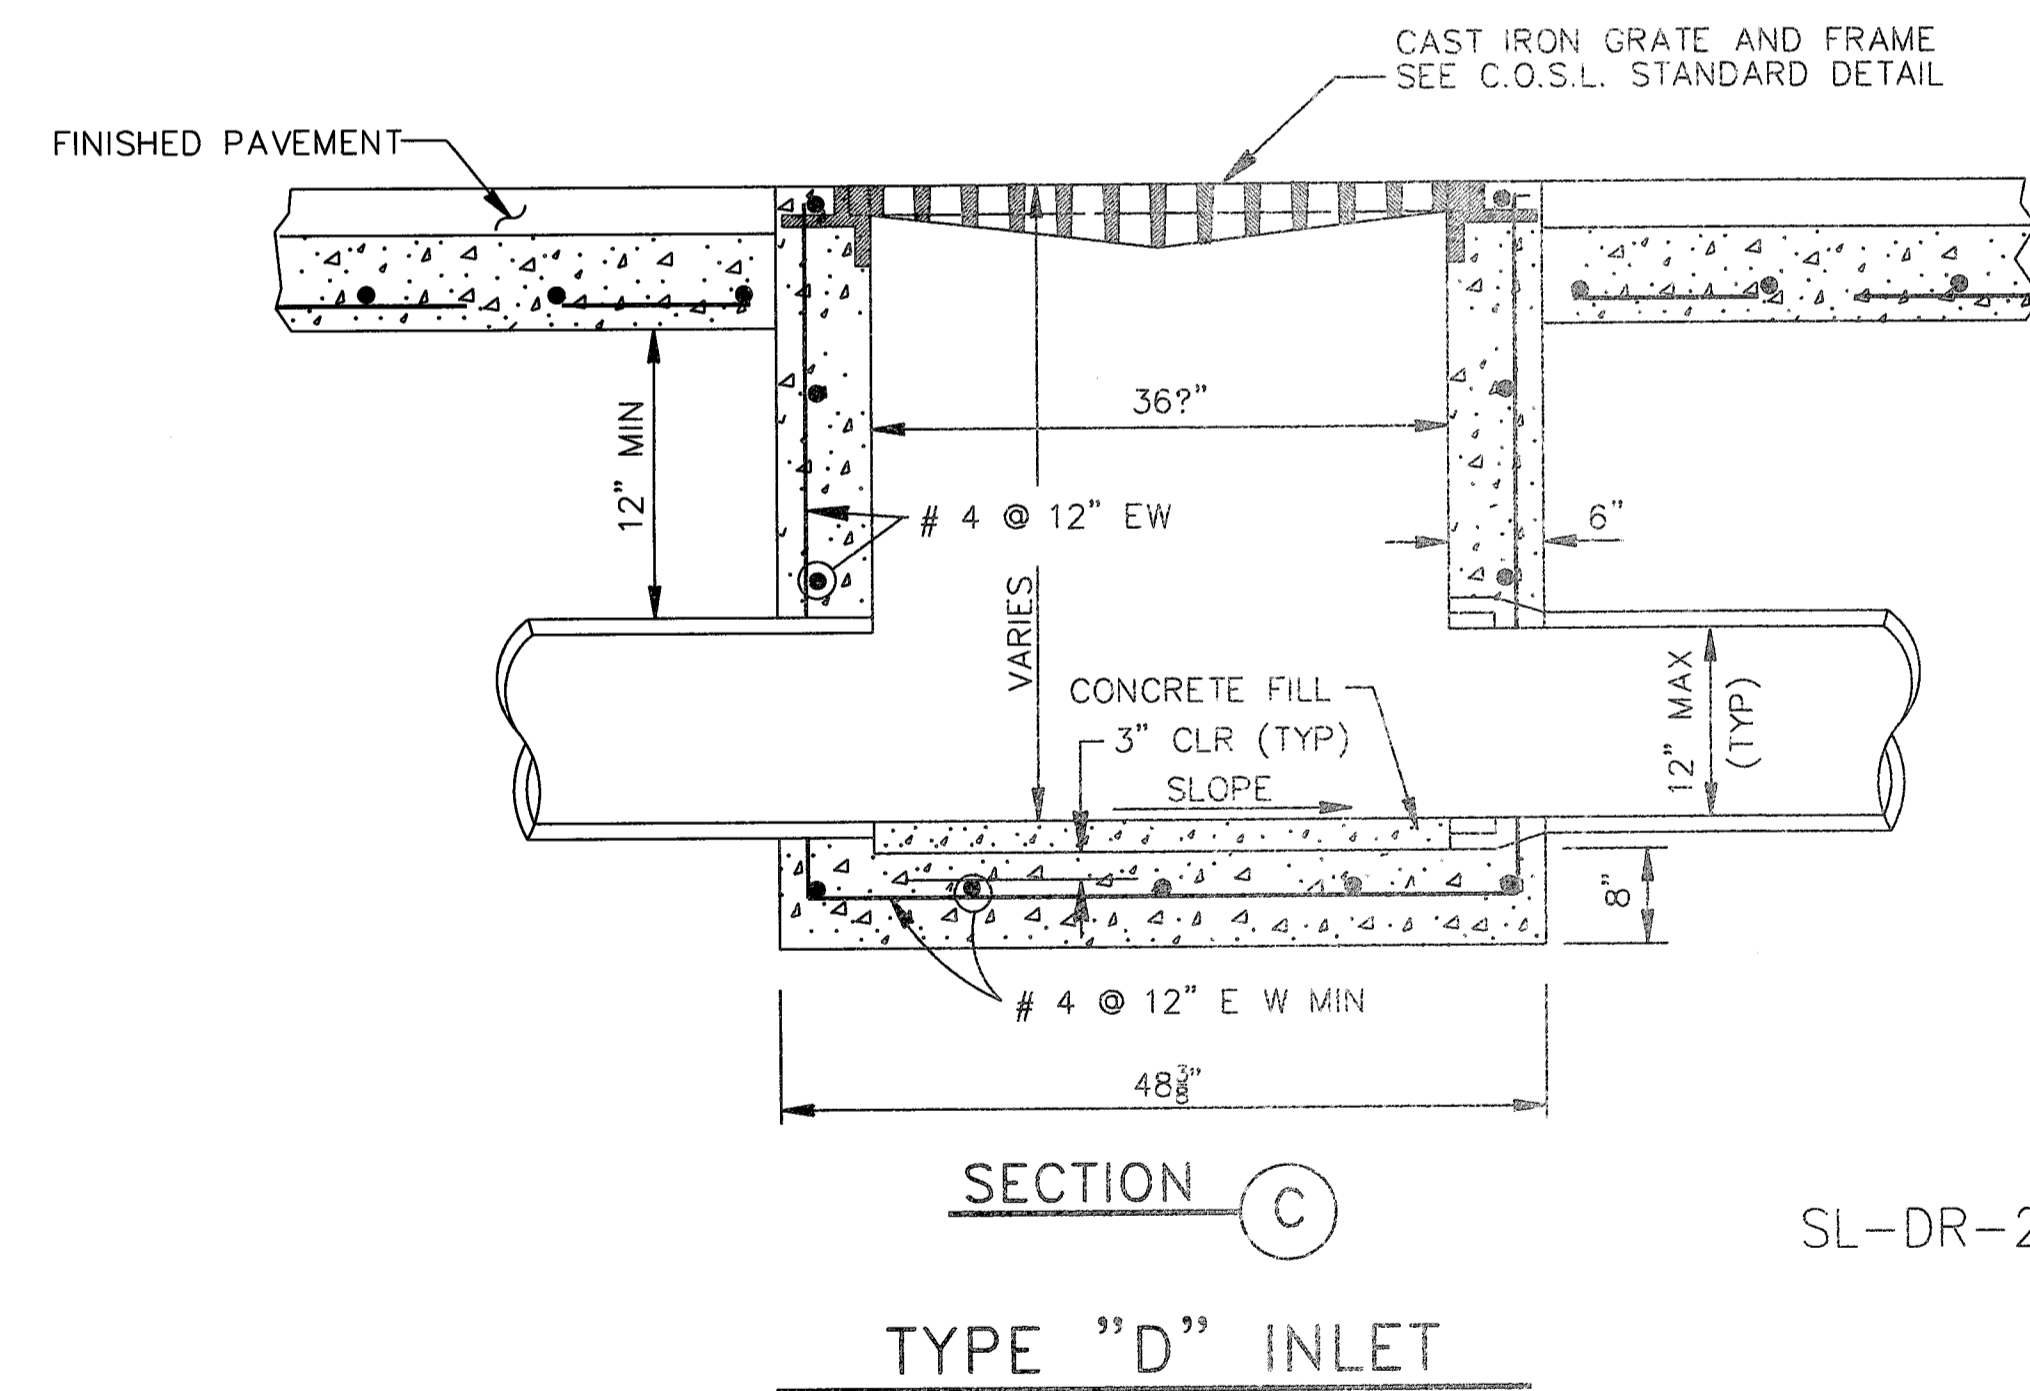 CAST IRON GRATE AND FRAME
SEE C.O.S.L. STANDARD DETAIL
FINISHED PAVEMENT
36?"
12" MIN
# 4 @ 12" EW
6"
VARIES
CONCRETE FILL
3" CLR (TYP)
SLOPE
12" MAX
(TYP)
8"
# 4 @ 12" E W MIN
48 3/8"
SECTION C
SL-DR-2
TYPE "D" INLET